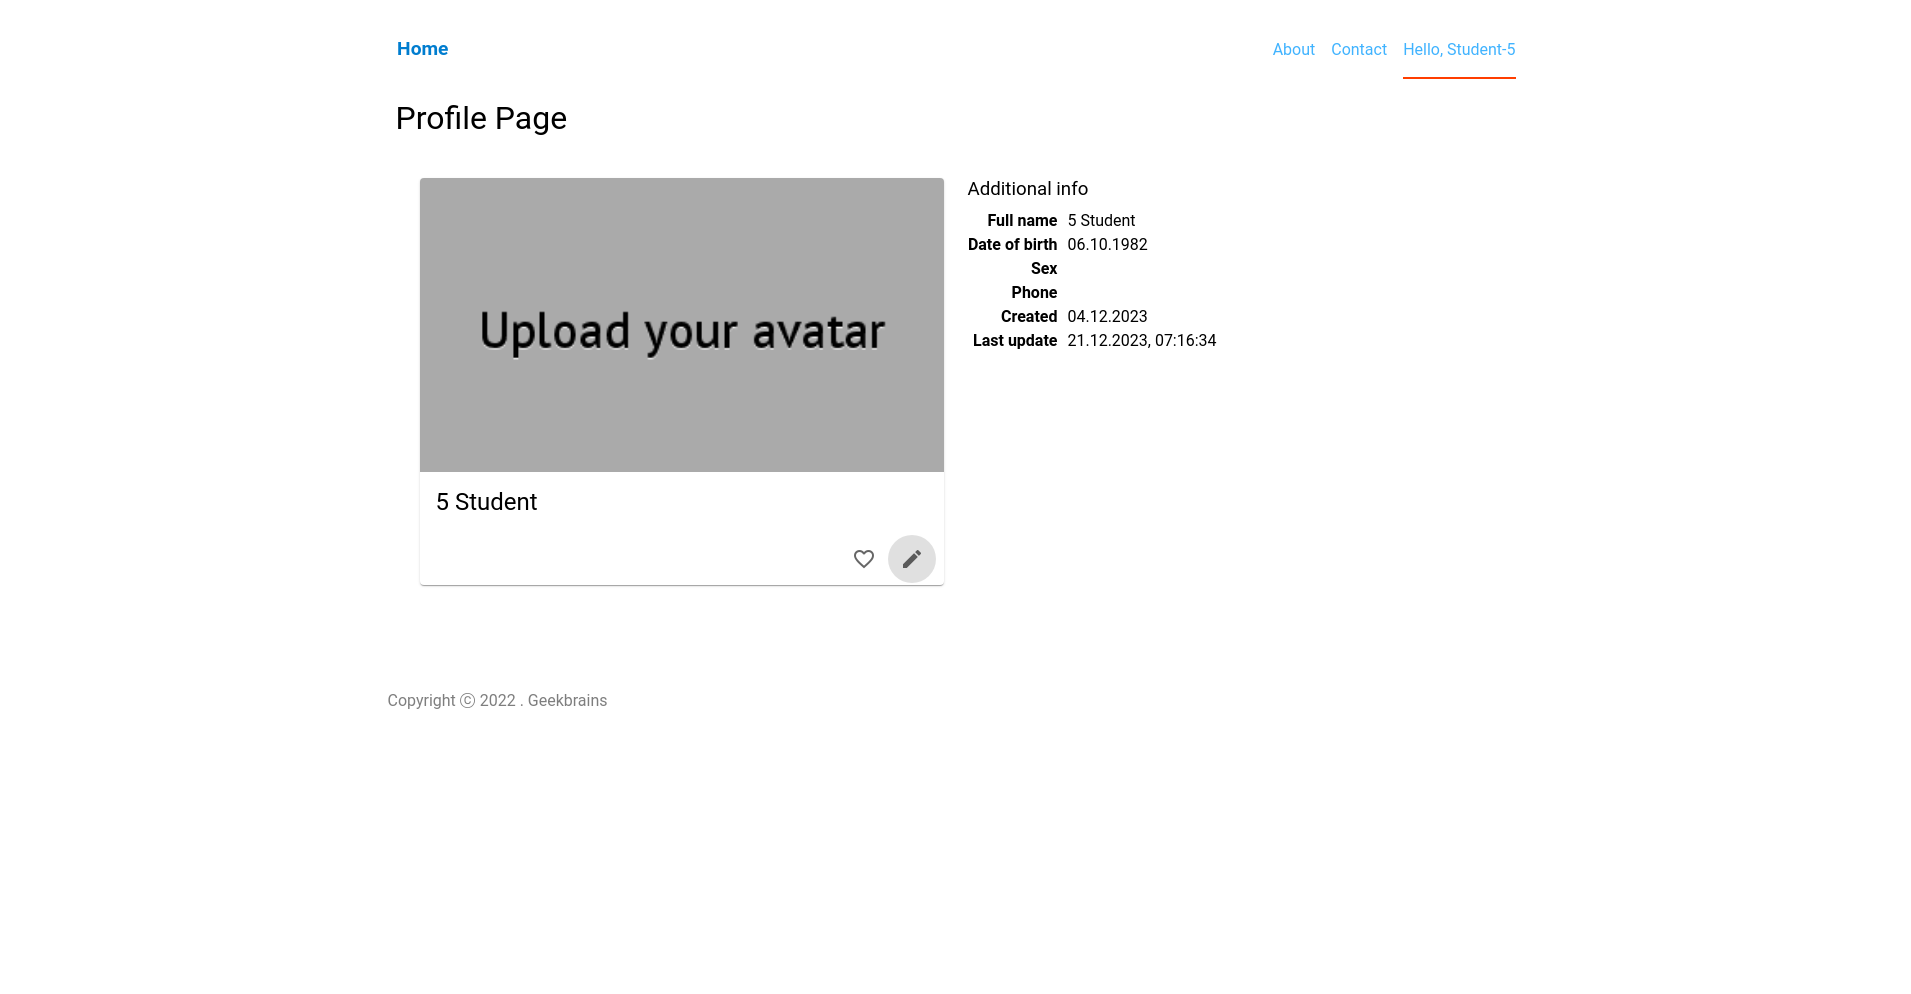 Home
About
Contact
Hello, Student-5
Profile Page
Upload your avatar
5 Student
Additional info
Full name 5 Student
Date of birth 06.10.1982
Sex
Phone
Created 04.12.2023
Last update 21.12.2023, 07:16:34
Copyright ⓒ 2022 . Geekbrains